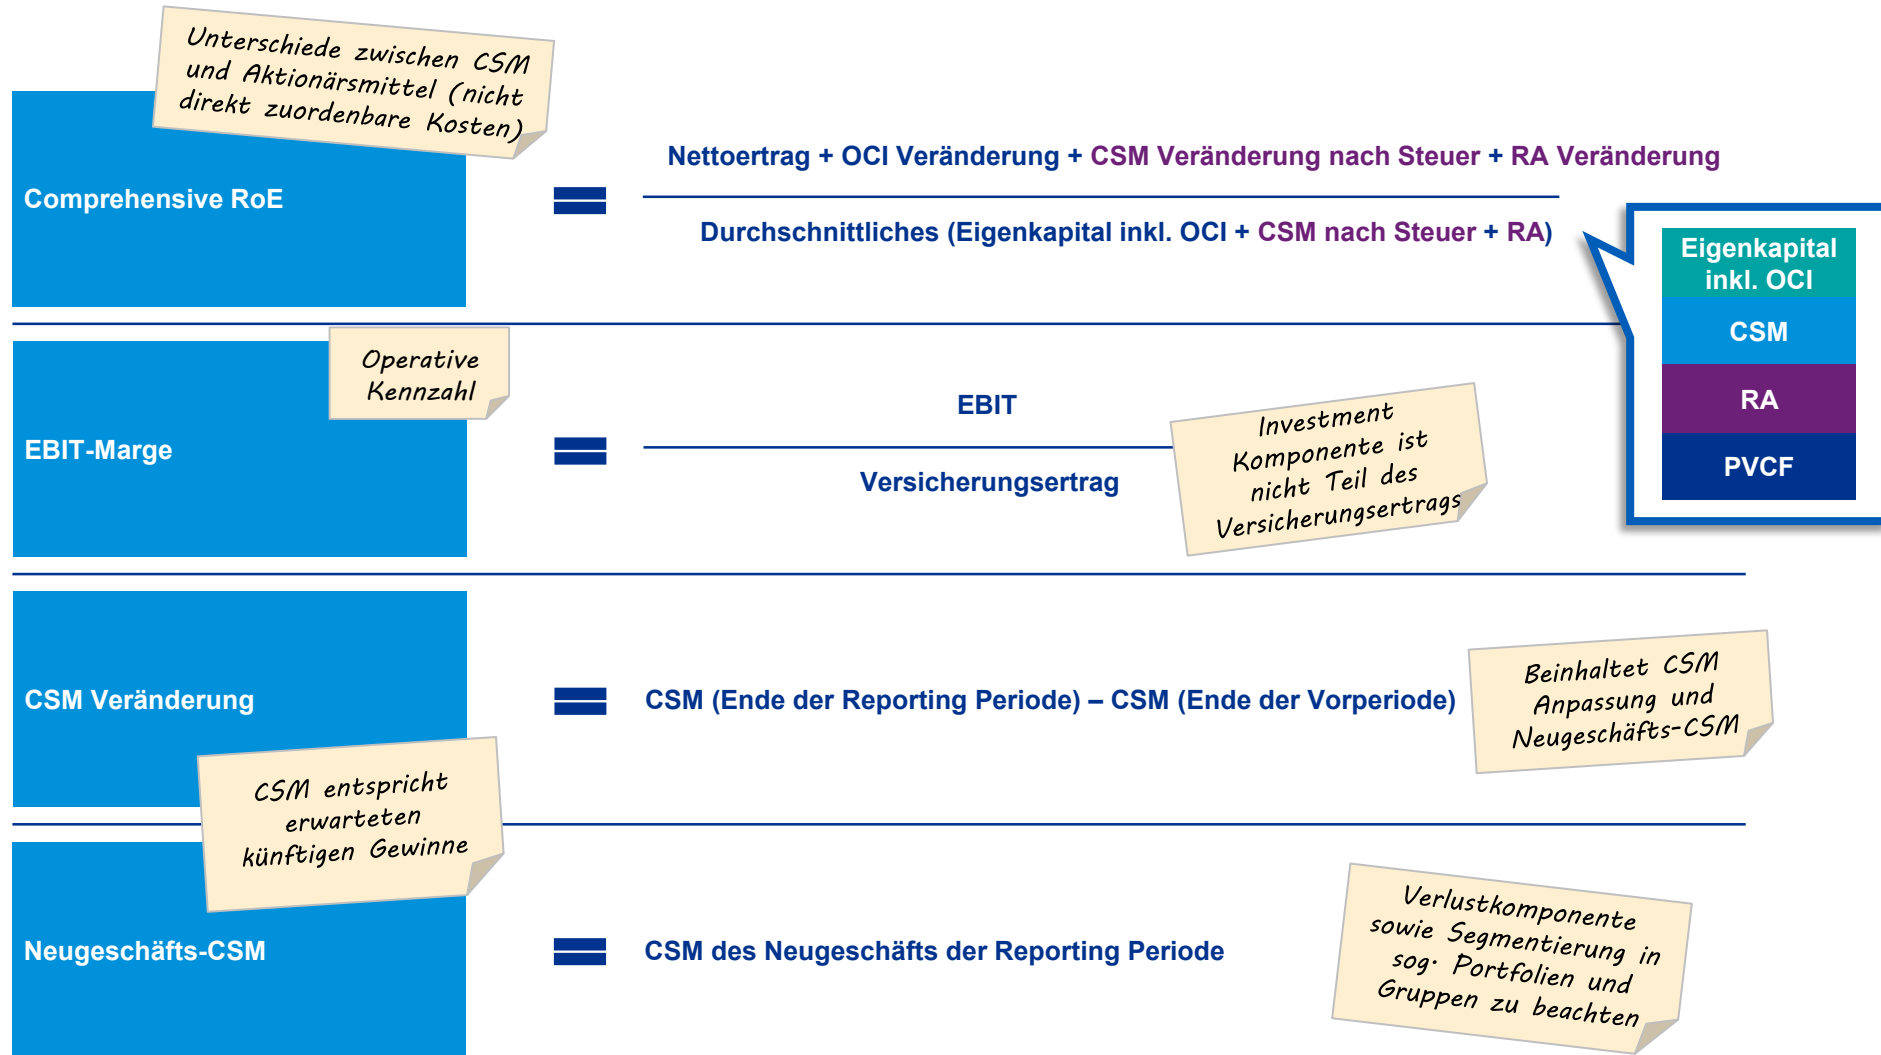 Unterschiede zwischen CSM
und Aktionärsmittel (nicht
direkt zuordenbare Kosten)
Comprehensive RoE
Nettoertrag + OCI Veränderung + CSM Veränderung nach Steuer + RA Veränderung
Durchschnittliches (Eigenkapital inkl. OCI + CSM nach Steuer + RA)
Eigenkapital
inkl. OCI
CSM
RA
PVCF
Operative
Kennzahl
EBIT-Marge
EBIT
Versicherungsertrag
Investment
Komponente ist
nicht Teil des
Versicherungsertrags
CSM Veränderung
CSM (Ende der Reporting Periode) – CSM (Ende der Vorperiode)
Beinhaltet CSM
Anpassung und
Neugeschäfts-CSM
CSM entspricht
erwarteten
künftigen Gewinne
Neugeschäfts-CSM
CSM des Neugeschäfts der Reporting Periode
Verlustkomponente
sowie Segmentierung in
sog. Portfolien und
Gruppen zu beachten